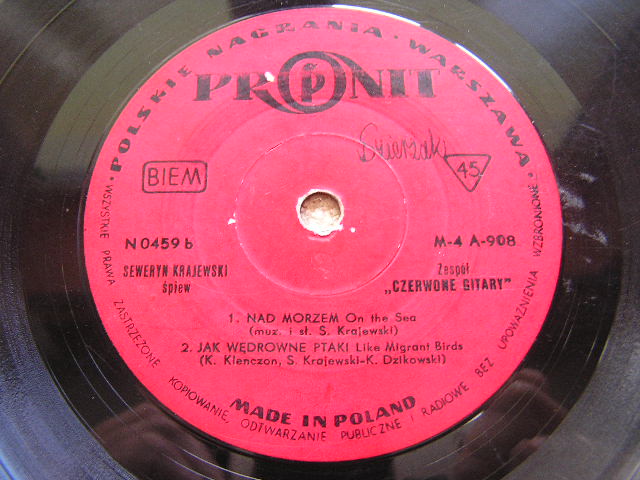 · POLSKIE NAGRANIA · WARSZAWA ·
PRONIT
BIEM
45
N 0459 b
M-4 A-908
SEWERYN KRAJEWSKI
śpiew
Zespół
„CZERWONE GITARY”
1. NAD MORZEM On the Sea
(muz. i sł. S. Krajewski)
2. JAK WĘDROWNE PTAKI Like Migrant Birds
(K. Klenczon, S. Krajewski-K. Dzikowski)
MADE IN POLAND
WSZYSTKIE PRAWA ZASTRZEŻONE KOPIOWANIE, ODTWARZANIE PUBLICZNE I RADIOWE BEZ UPOWAŻNIENIA WZBRONIONE